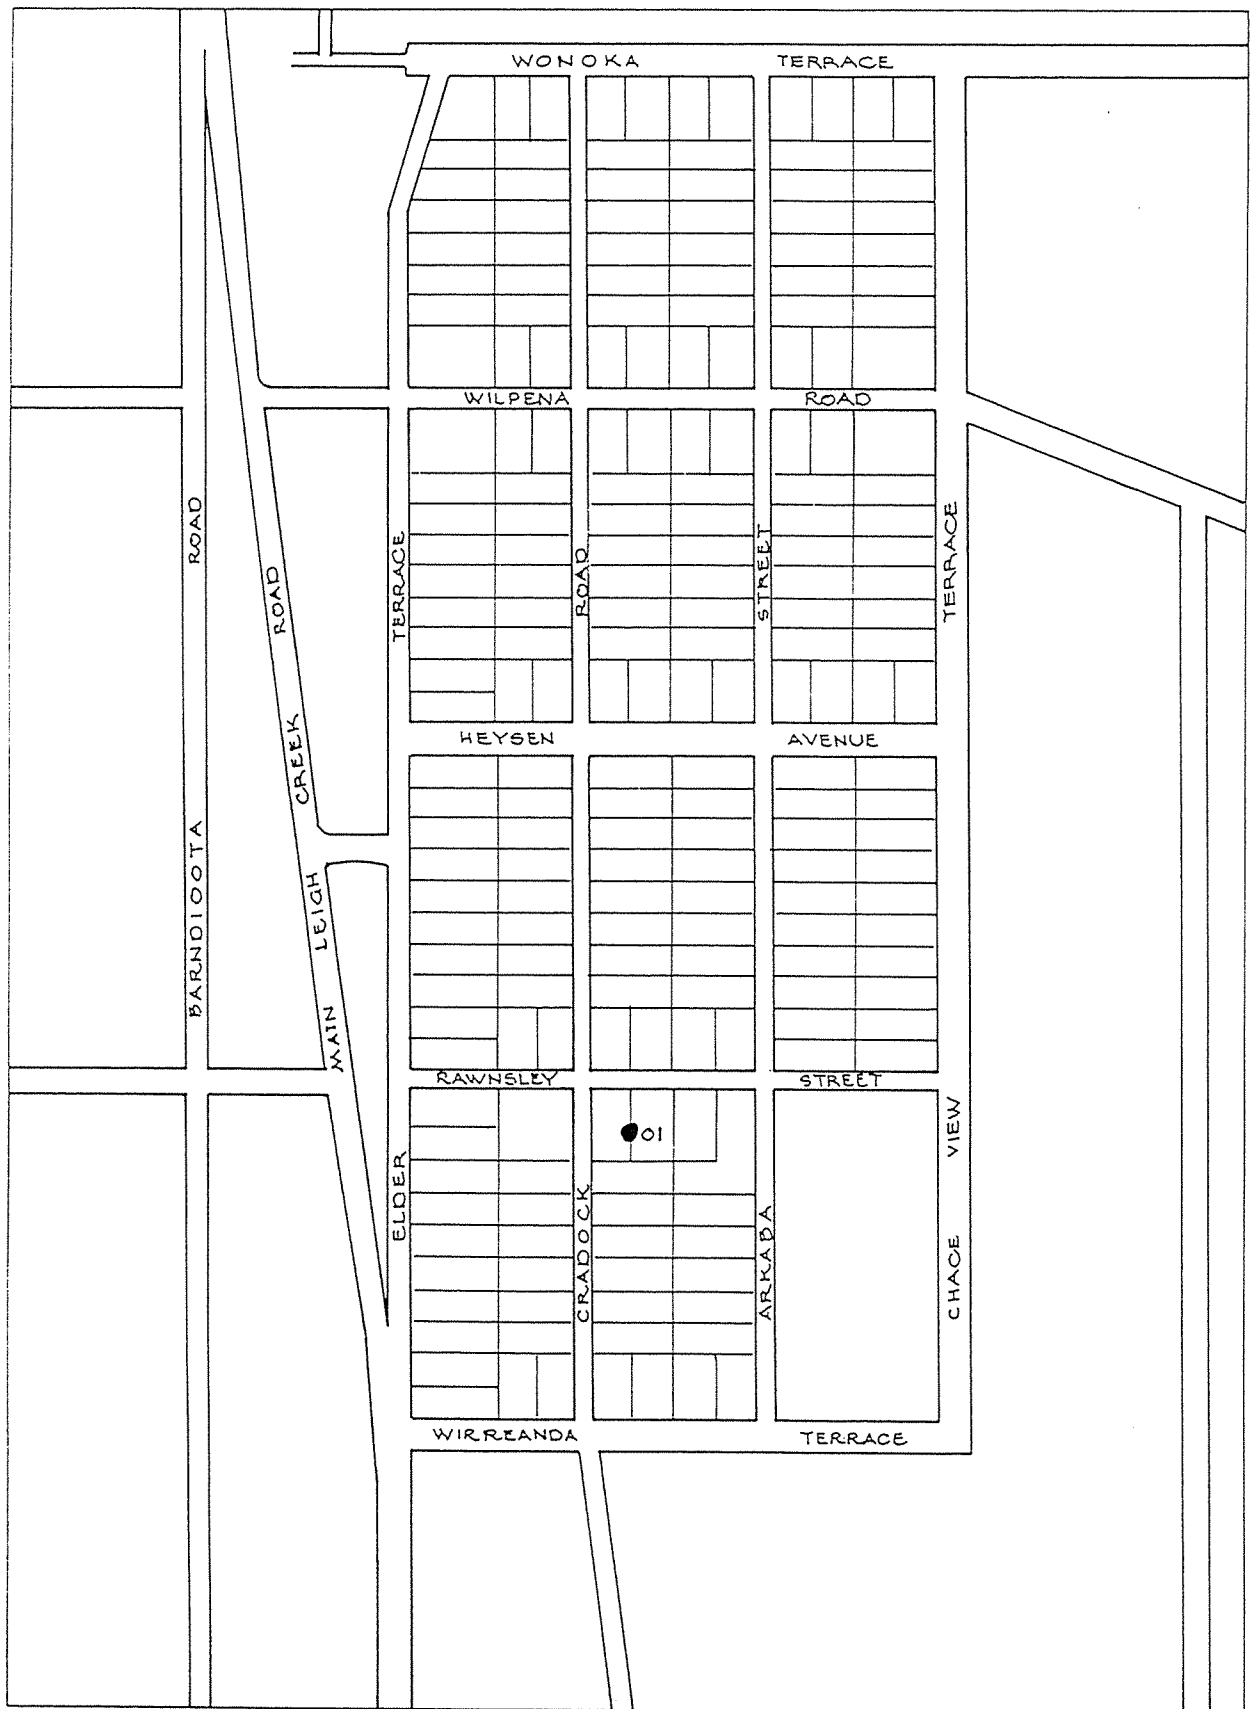 WONOKA TERRACE
WILPENA ROAD
BARNDIOOTA ROAD
MAIN LEIGH CREEK ROAD
ELDER TERRACE
CRADOCK ROAD
ARKABA STREET
CHACE VIEW TERRACE
HEYSEN AVENUE
RAWNSLEY STREET
01
WIRREANDA TERRACE